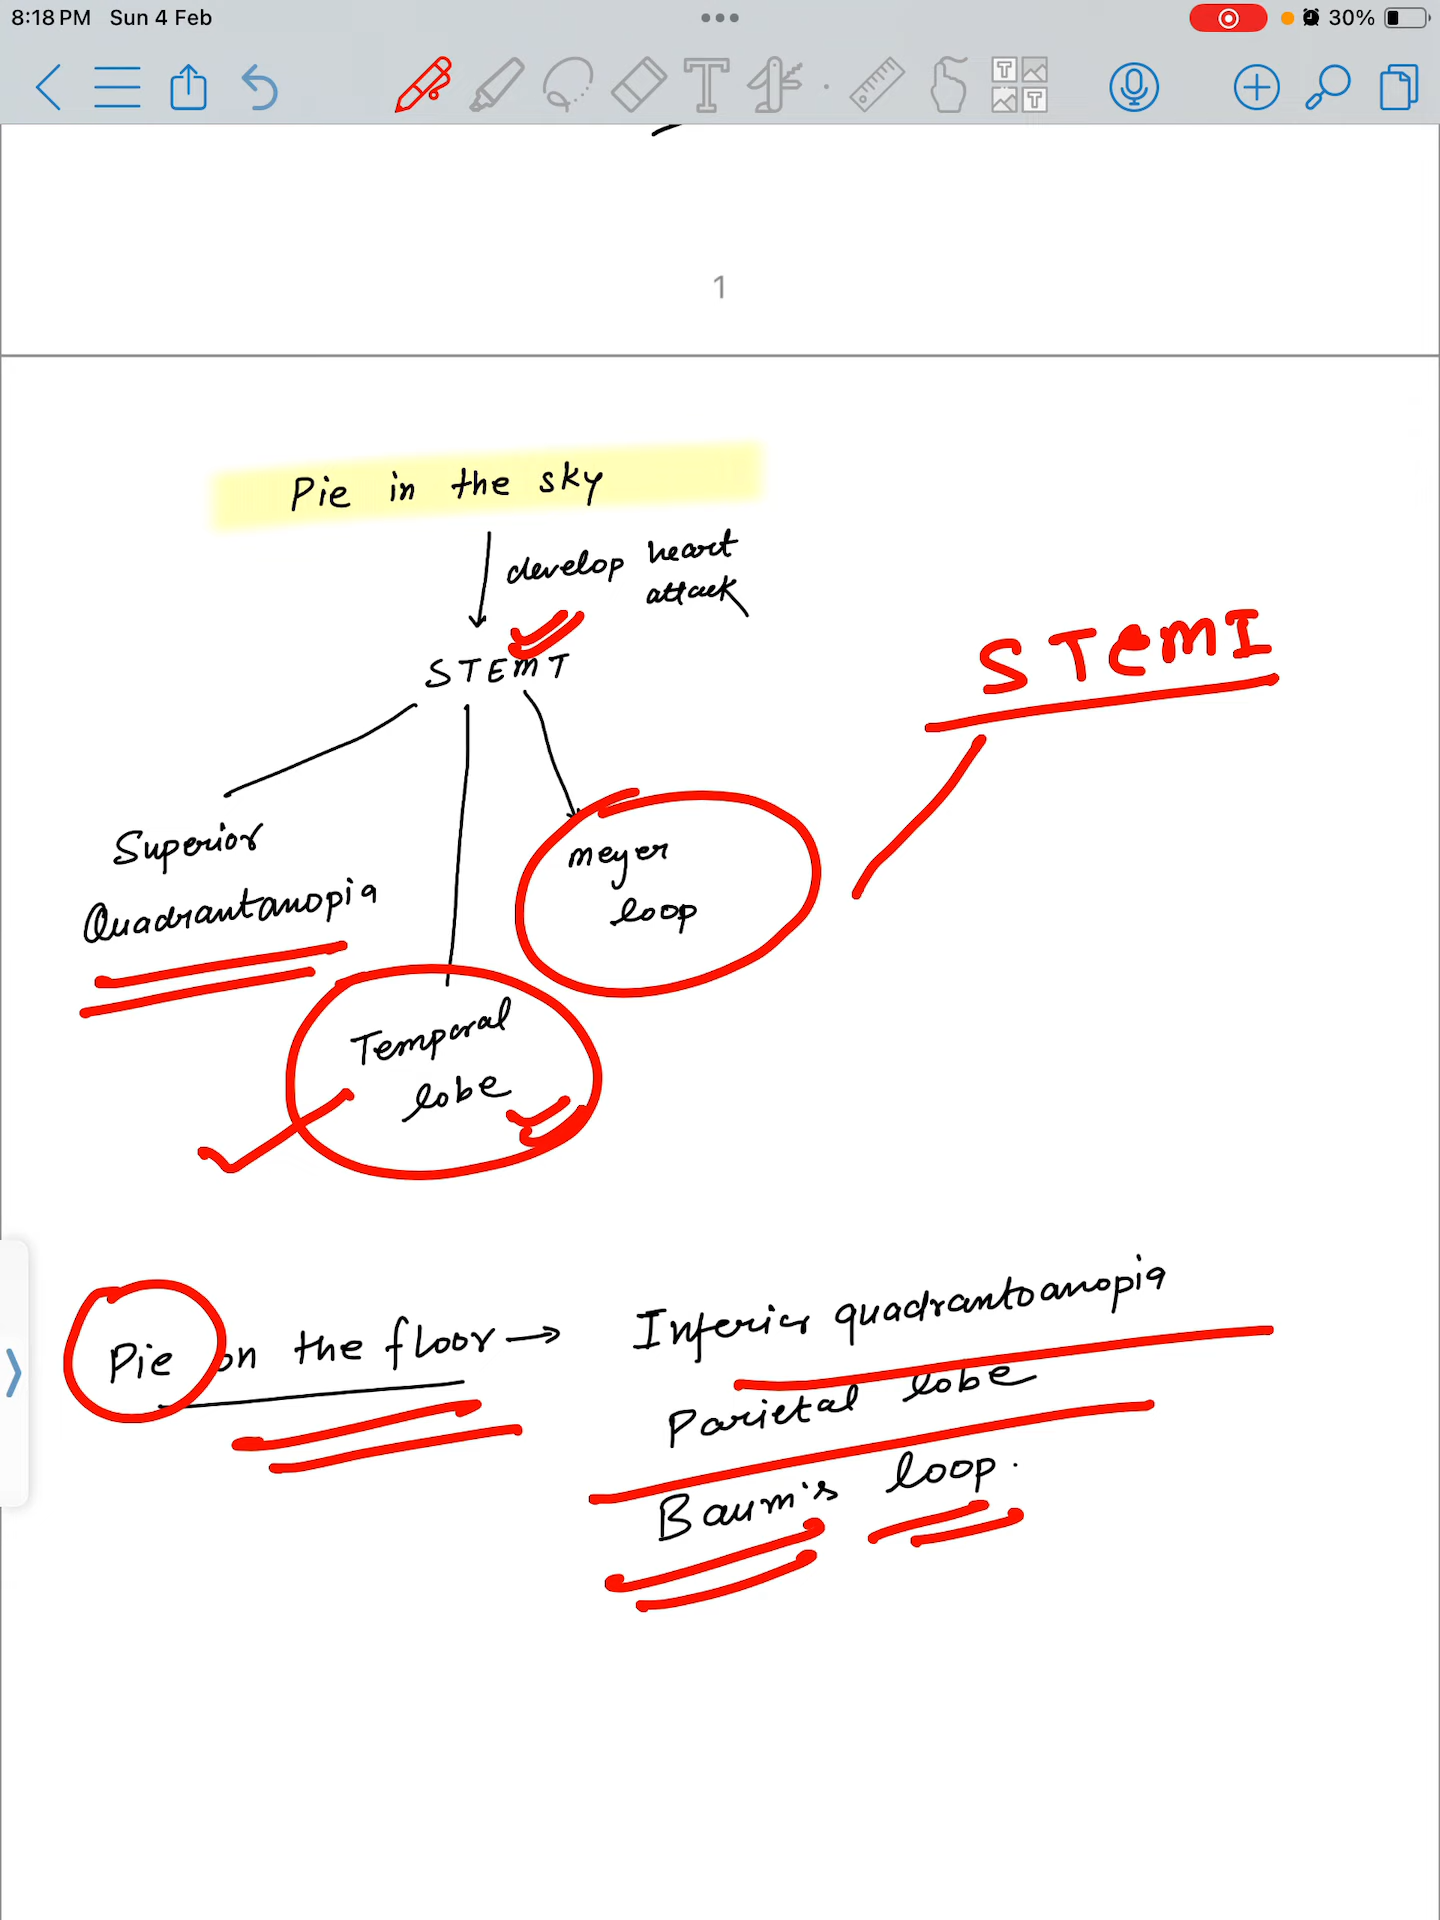 8:18 PM Sun 4 Feb
30%
1
Pie in the sky
develop heart
attack
STEMI
STEMI
Superior
Quadrantanopia
meyer
loop
Temporal
lobe
Pie on the floor → Inferior quadrantoanopia
Parietal lobe
Baum's loop.